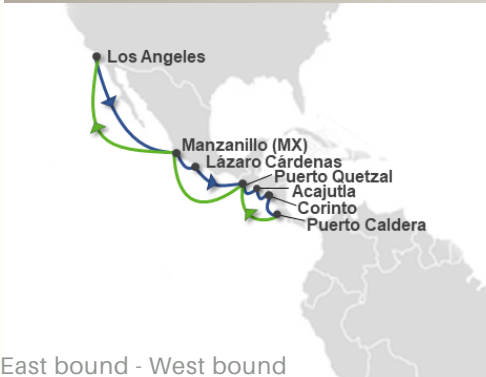 Los Angeles
Manzanillo (MX)
Lázaro Cárdenas
Puerto Quetzal
Acajutla
Corinto
Puerto Caldera
East bound - West bound